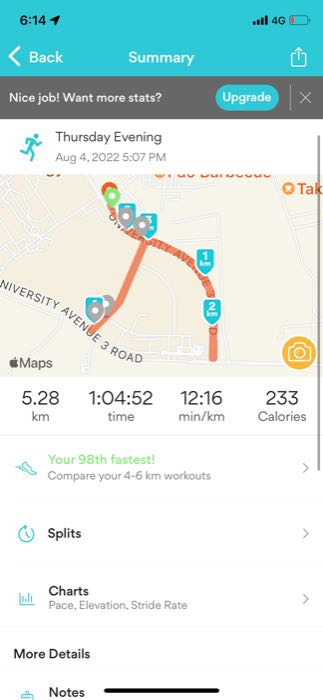 6:14
4G
Back
Summary
Nice job! Want more stats?
Upgrade
Thursday Evening
Aug 4, 2022 5:07 PM
Tak
UNIVERSITY AVENUE 3 ROAD
1
km
2
km
NIVERSITY AVENUE 3 ROAD
Maps
5.28
1:04:52
12:16
233
km
time
min/km
Calories
Your 98th fastest!
Compare your 4-6 km workouts
Splits
Charts
Pace, Elevation, Stride Rate
More Details
Notes